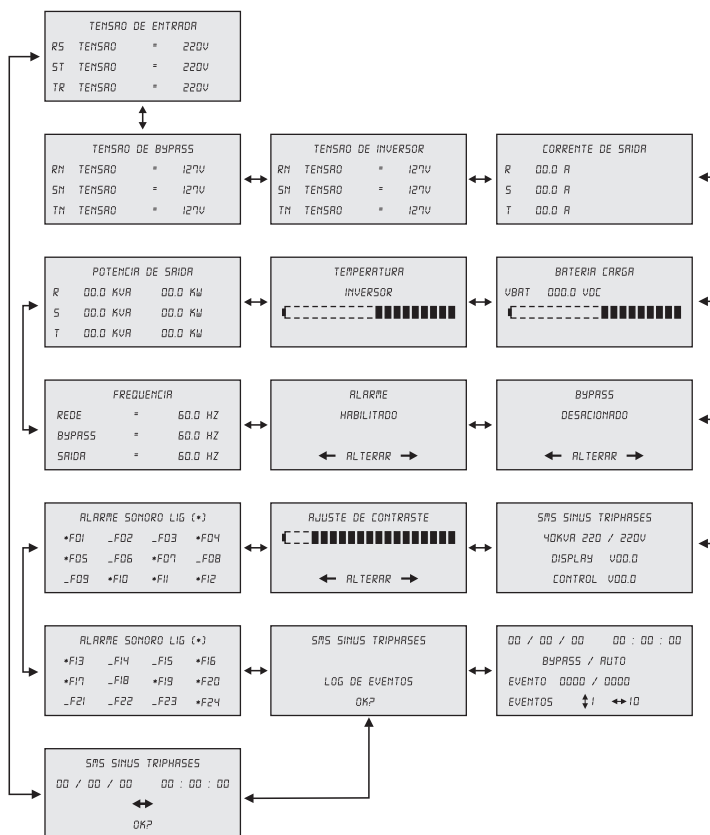 TENSAO DE ENTRADA
RS TENSAO = 220V
ST TENSAO = 220V
TR TENSAO = 220V
TENSAO DE BYPASS
RN TENSAO = 127V
SN TENSAO = 127V
TN TENSAO = 127V
TENSAO DE INVERSOR
RN TENSAO = 127V
SN TENSAO = 127V
TN TENSAO = 127V
CORRENTE DE SAIDA
R 00.0 A
S 00.0 A
T 00.0 A
POTENCIA DE SAIDA
R 00.0 KVA 00.0 KW
S 00.0 KVA 00.0 KW
T 00.0 KVA 00.0 KW
TEMPERATURA
INVERSOR
BATERIA CARGA
VBAT 000.0 VDC
FREQUENCIA
REDE = 60.0 HZ
BYPASS = 60.0 HZ
SAIDA = 60.0 HZ
ALARME
HABILITADO
← ALTERAR →
BYPASS
DESACIONADO
← ALTERAR →
ALARME SONORO LIG (*)
*F01 _F02 _F03 *F04
*F05 _F06 *F07 _F08
_F09 *F10 *F11 *F12
AJUSTE DE CONTRASTE
← ALTERAR →
SMS SINUS TRIPHASES
40KVA 220 / 220V
DISPLAY V00.0
CONTROL V00.0
ALARME SONORO LIG (*)
*F13 _F14 _F15 *F16
*F17 _F18 *F19 *F20
_F21 _F22 _F23 *F24
SMS SINUS TRIPHASES
LOG DE EVENTOS
OK?
00 / 00 / 00 00 : 00 : 00
BYPASS / AUTO
EVENTO 0000 / 0000
EVENTOS ↕1 ↔10
SMS SINUS TRIPHASES
00 / 00 / 00 00 : 00 : 00
↔
OK?